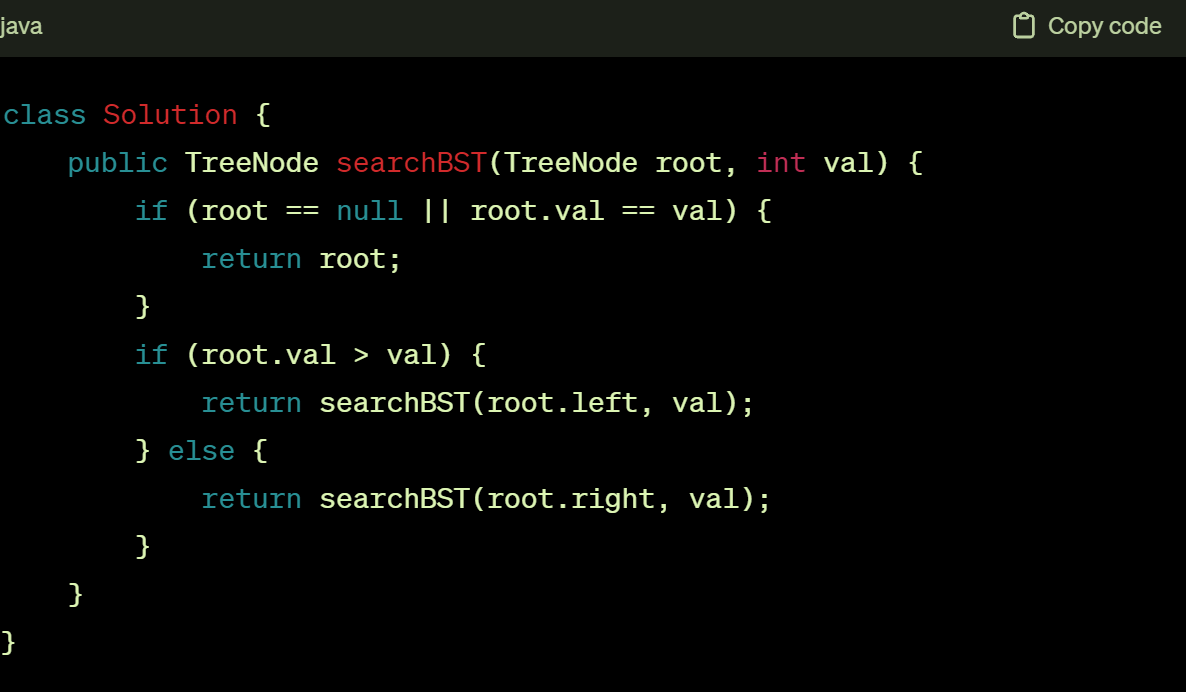 java
Copy code
class Solution {
    public TreeNode searchBST(TreeNode root, int val) {
        if (root == null || root.val == val) {
            return root;
        }
        if (root.val > val) {
            return searchBST(root.left, val);
        } else {
            return searchBST(root.right, val);
        }
    }
}